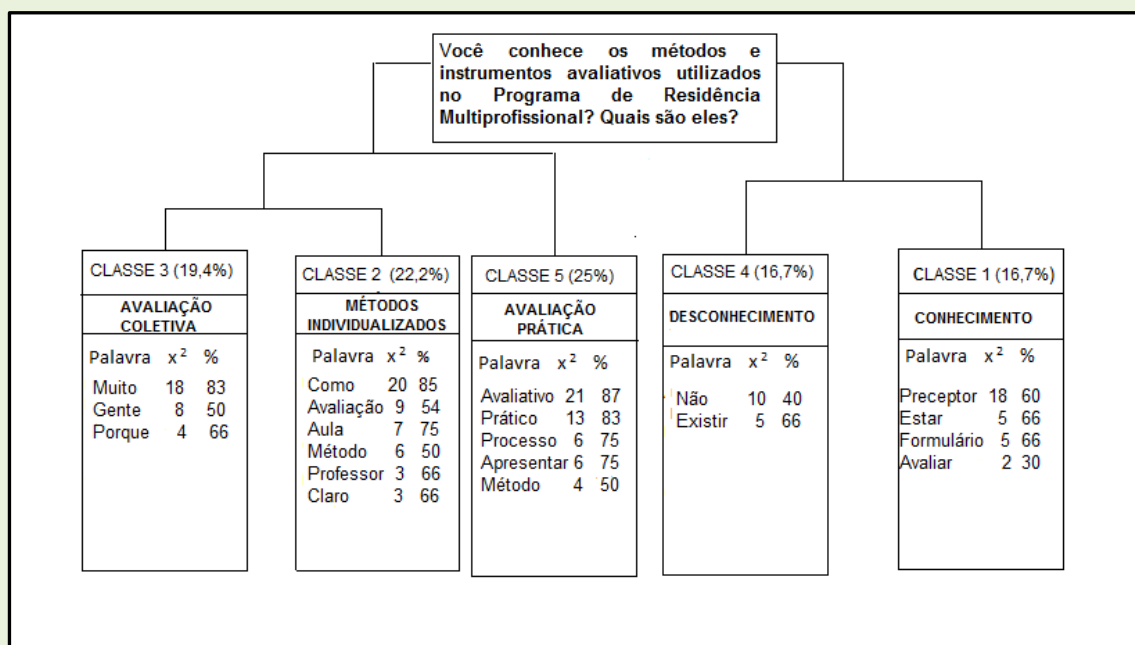 Você conhece os métodos e
instrumentos avaliativos utilizados
no Programa de Residência
Multiprofissional? Quais são eles?
CLASSE 3 (19,4%)
AVALIAÇÃO
COLETIVA
Palavra x² %
Muito 18 83
Gente 8 50
Porque 4 66
CLASSE 2 (22,2%)
MÉTODOS
INDIVIDUALIZADOS
Palavra x² %
Como 20 85
Avaliação 9 54
Aula 7 75
Método 6 50
Professor 3 66
Claro 3 66
CLASSE 5 (25%)
AVALIAÇÃO
PRÁTICA
Palavra x² %
Avaliativo 21 87
Prático 13 83
Processo 6 75
Apresentar 6 75
Método 4 50
CLASSE 4 (16,7%)
DESCONHECIMENTO
Palavra x² %
Não 10 40
Existir 5 66
CLASSE 1 (16,7%)
CONHECIMENTO
Palavra x² %
Preceptor 18 60
Estar 5 66
Formulário 5 66
Avaliar 2 30